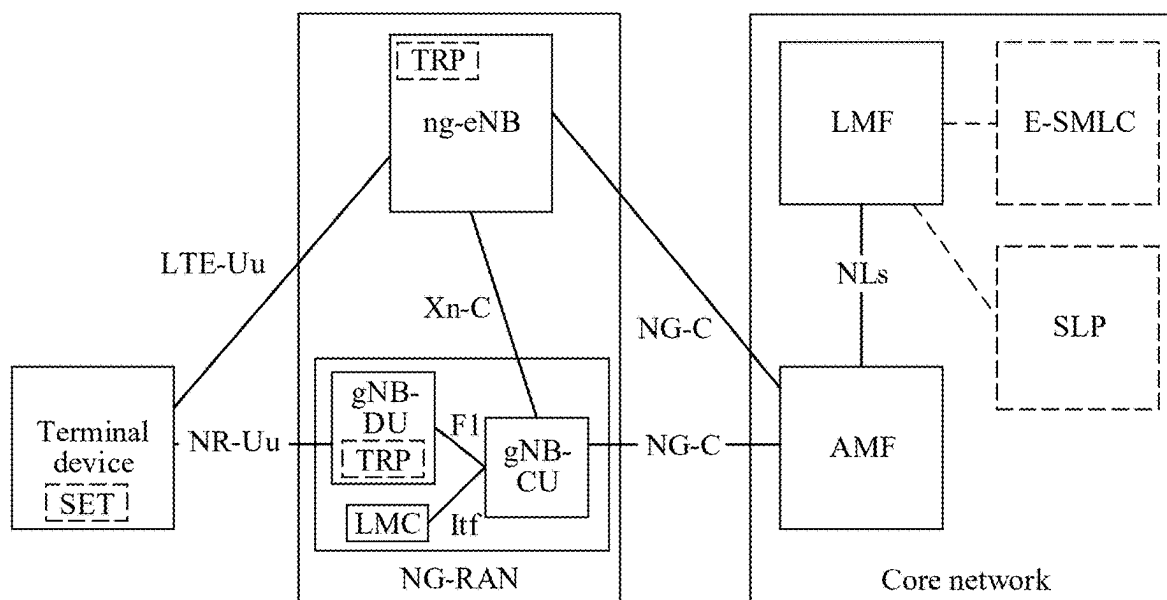 TRP
ng-eNB
LMF
E-SMLC
LTE-Uu
Xn-C
NG-C
NLs
SLP
Terminal
device
SET
NR-Uu
gNB-
DU
TRP
F1
gNB-
CU
LMC
Itf
NG-C
AMF
NG-RAN
Core network